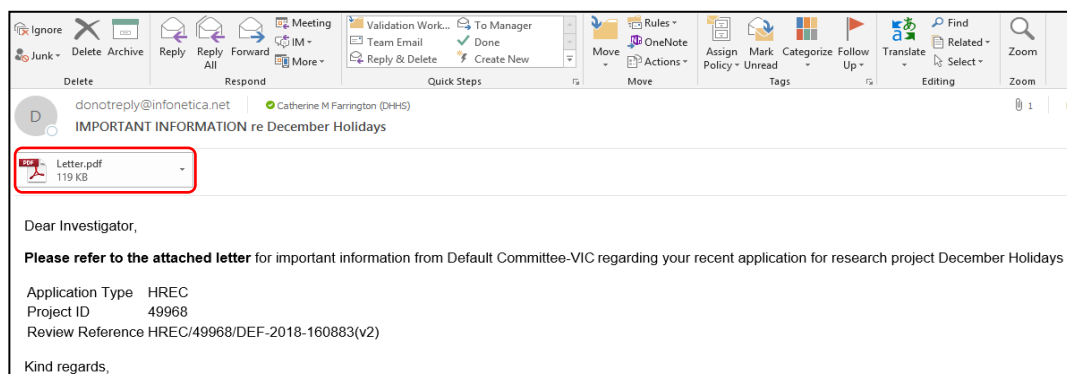 Ignore
Junk
Delete
Archive
Reply
Reply All
Forward
Meeting
IM
More
Validation Work...
Team Email
Reply & Delete
To Manager
Done
Create New
Move
Rules
OneNote
Actions
Assign Policy
Mark Unread
Categorize
Follow Up
Translate
Find
Related
Select
Zoom
Delete
Respond
Quick Steps
Move
Tags
Editing
Zoom
D
donotreply@infonetica.net
Catherine M Farrington (DHHS)
1
IMPORTANT INFORMATION re December Holidays
PDF
Letter.pdf
119 KB
Dear Investigator,
Please refer to the attached letter for important information from Default Committee-VIC regarding your recent application for research project December Holidays
Application Type HREC
Project ID 49968
Review Reference HREC/49968/DEF-2018-160883(v2)
Kind regards,